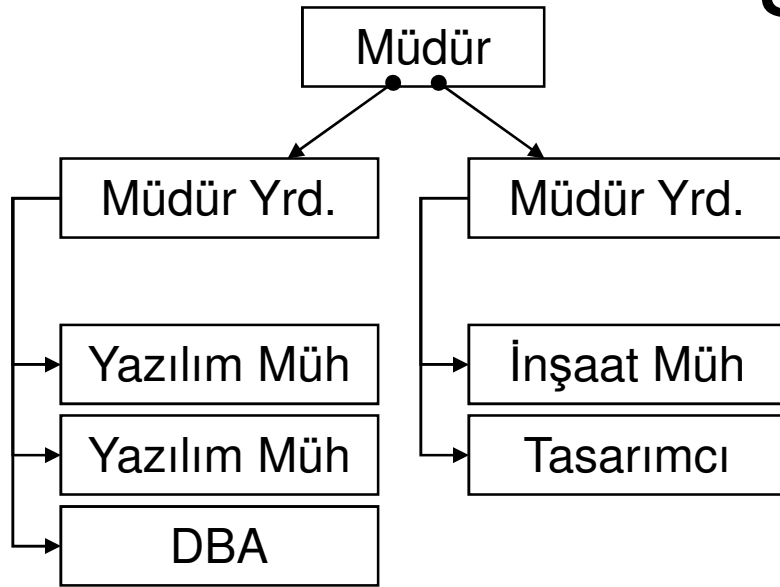 Müdür
Müdür Yrd.
Müdür Yrd.
Yazılım Müh
İnşaat Müh
Yazılım Müh
Tasarımcı
DBA